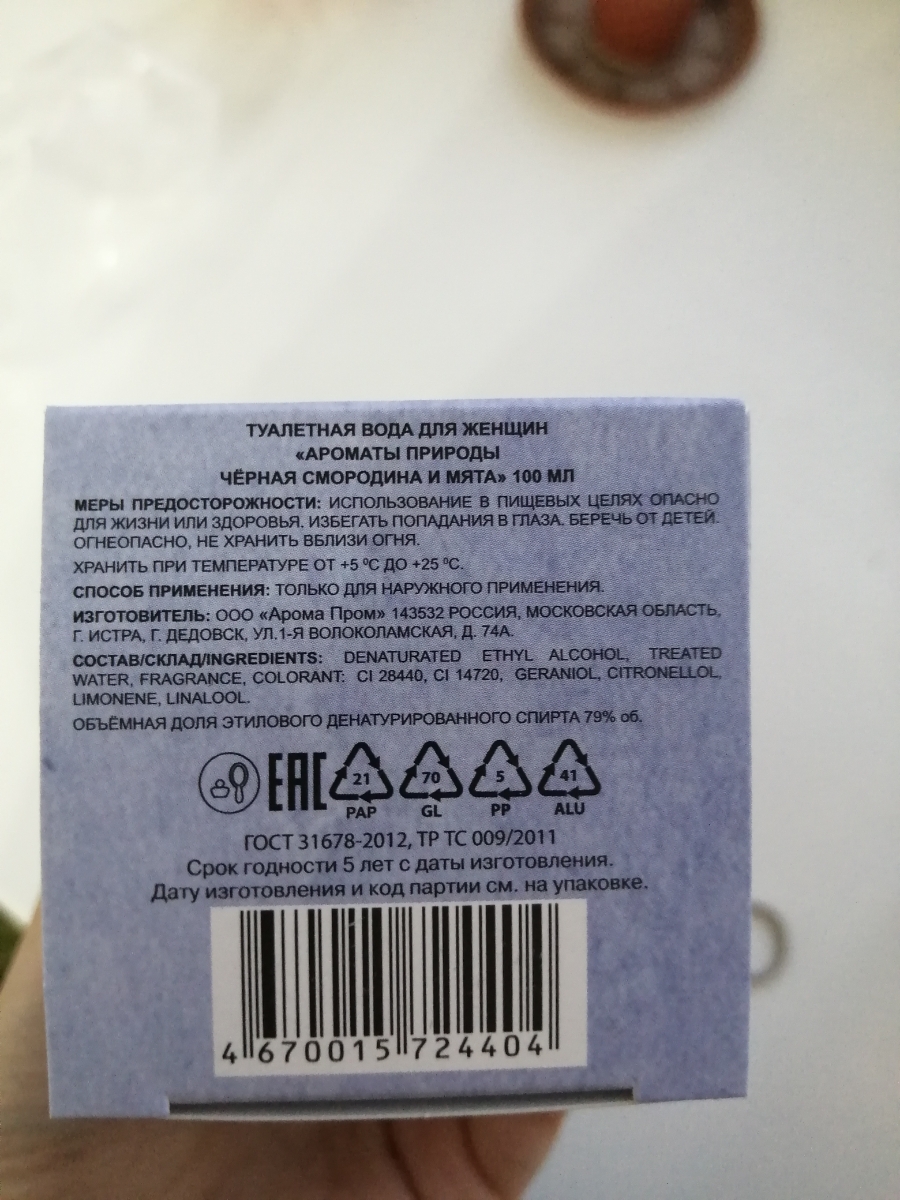 ТУАЛЕТНАЯ ВОДА ДЛЯ ЖЕНЩИН
«АРОМАТЫ ПРИРОДЫ
ЧЁРНАЯ СМОРОДИНА И МЯТА» 100 МЛ
МЕРЫ ПРЕДОСТОРОЖНОСТИ: ИСПОЛЬЗОВАНИЕ В ПИЩЕВЫХ ЦЕЛЯХ ОПАСНО
ДЛЯ ЖИЗНИ ИЛИ ЗДОРОВЬЯ. ИЗБЕГАТЬ ПОПАДАНИЯ В ГЛАЗА. БЕРЕЧЬ ОТ ДЕТЕЙ.
ОГНЕОПАСНО, НЕ ХРАНИТЬ ВБЛИЗИ ОГНЯ.
ХРАНИТЬ ПРИ ТЕМПЕРАТУРЕ ОТ +5 ºС ДО +25 ºС.
СПОСОБ ПРИМЕНЕНИЯ: ТОЛЬКО ДЛЯ НАРУЖНОГО ПРИМЕНЕНИЯ.
ИЗГОТОВИТЕЛЬ: ООО «Арома Пром» 143532 РОССИЯ, МОСКОВСКАЯ ОБЛАСТЬ,
Г. ИСТРА, Г. ДЕДОВСК, УЛ.1-Я ВОЛОКОЛАМСКАЯ, Д. 74А.
СОСТАВ/СКЛАД/INGREDIENTS: DENATURATED ETHYL ALCOHOL, TREATED
WATER, FRAGRANCE, COLORANT: CI 28440, CI 14720, GERANIOL, CITRONELLOL,
LIMONENE, LINALOOL.
ОБЪЁМНАЯ ДОЛЯ ЭТИЛОВОГО ДЕНАТУРИРОВАННОГО СПИРТА 79% об.
EAC 21 70 5 41
PAP GL PP ALU
ГОСТ 31678-2012, ТР ТС 009/2011
Срок годности 5 лет с даты изготовления.
Дату изготовления и код партии см. на упаковке.
4 670015 724404